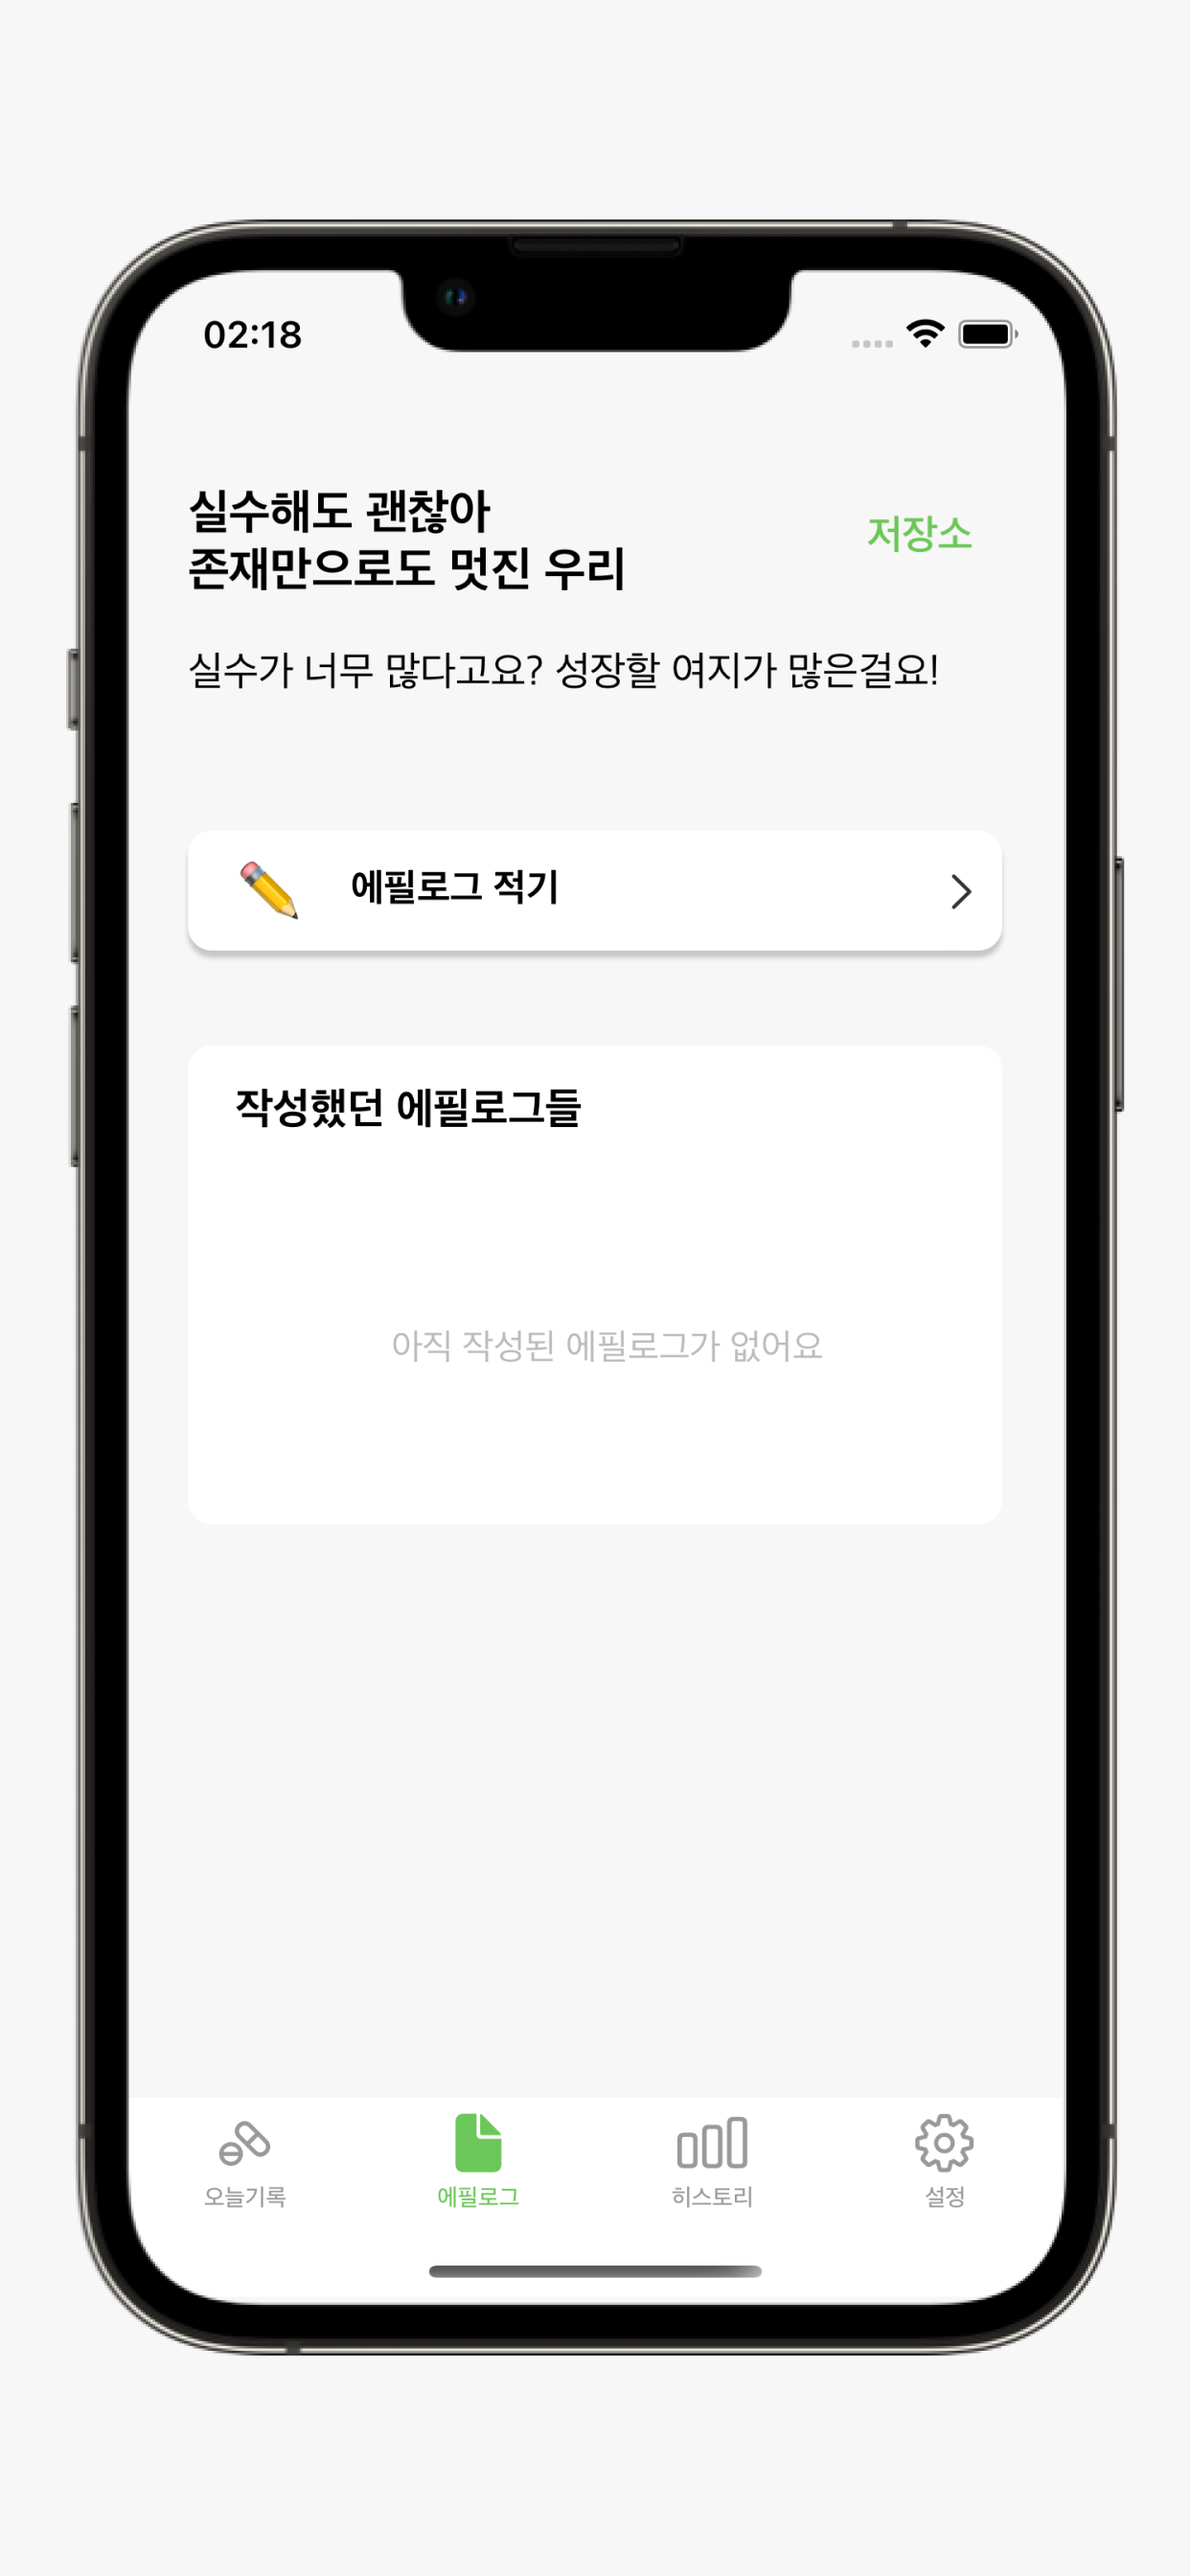 02:18
실수해도 괜찮아
존재만으로도 멋진 우리
저장소
실수가 너무 많다고요? 성장할 여지가 많은걸요!
에필로그 적기
작성했던 에필로그들
아직 작성된 에필로그가 없어요
오늘기록
에필로그
히스토리
설정